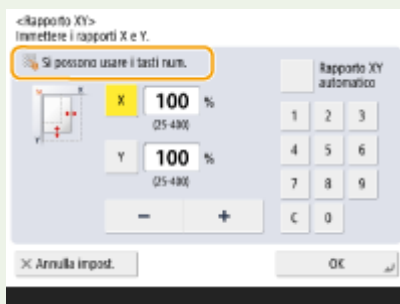 <Rapporto XY>
Immettere i rapporti X e Y.
Si possono usare i tasti num.
X
X 100 %
(25-400)
Y
Y 100 %
(25-400)
- +
Rapporto XY
automatico
1 2 3
4 5 6
7 8 9
C 0
× Annulla impost.
OK